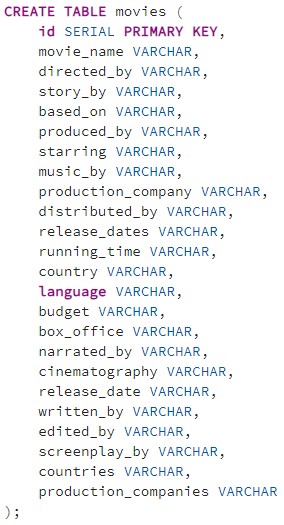 CREATE TABLE movies (
    id SERIAL PRIMARY KEY,
    movie_name VARCHAR,
    directed_by VARCHAR,
    story_by VARCHAR,
    based_on VARCHAR,
    produced_by VARCHAR,
    starring VARCHAR,
    music_by VARCHAR,
    production_company VARCHAR,
    distributed_by VARCHAR,
    release_dates VARCHAR,
    running_time VARCHAR,
    country VARCHAR,
    language VARCHAR,
    budget VARCHAR,
    box_office VARCHAR,
    narrated_by VARCHAR,
    cinematography VARCHAR,
    release_date VARCHAR,
    written_by VARCHAR,
    edited_by VARCHAR,
    screenplay_by VARCHAR,
    countries VARCHAR,
    production_companies VARCHAR
);